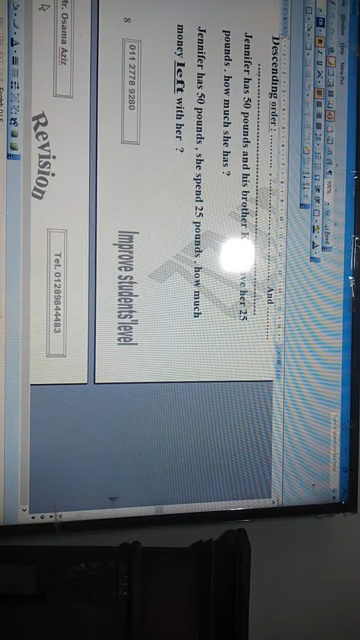 Descending order : .......... , .......... , .......... And ..........
Jennifer has 50 pounds and his brother her 25
pounds . how much she has ?
Jennifer has 50 pounds , she spend 25 pounds . how much
money left with her ?
8
011 2778 9280
Improve students'level
Mr. Osama Aziz
Revision
Tel. 01289844483